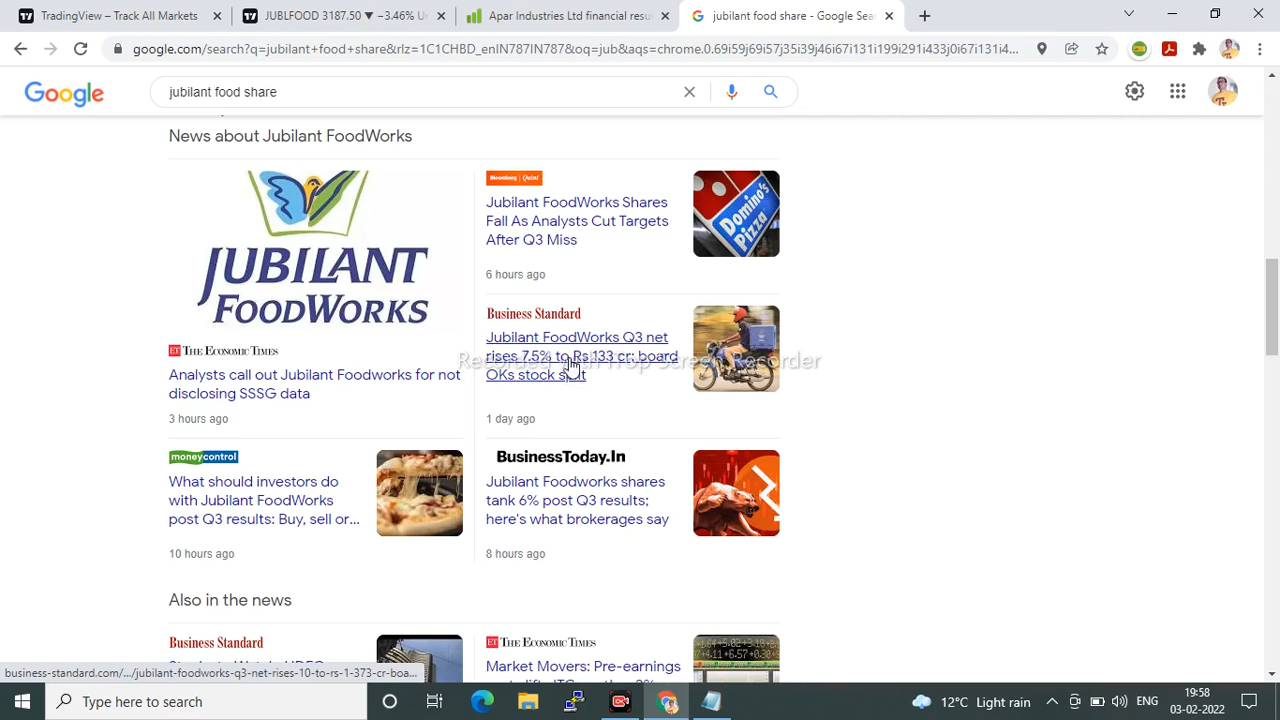 TradingView – Track All Markets
JUBLFOOD 3187.50 ▼ −3.46% U
Apar Industries Ltd financial resu
jubilant food share - Google Sear
google.com/search?q=jubilant+food+share&rlz=1C1CHBD_enIN787IN787&oq=jub&aqs=chrome.0.69i59j69i57j35i39j46i67i131i199i291i433j0i67i131i4...
Google
jubilant food share
News about Jubilant FoodWorks
JUBILANT
FOODWORKS
THE ECONOMIC TIMES
Analysts call out Jubilant Foodworks for not
disclosing SSSG data
3 hours ago
Bloomberg | Quint
Jubilant FoodWorks Shares
Fall As Analysts Cut Targets
After Q3 Miss
6 hours ago
Domino's
Pizza
Business Standard
Jubilant FoodWorks Q3 net
rises 7.5% to Rs 133 cr; board
OKs stock split
1 day ago
moneycontrol
What should investors do
with Jubilant FoodWorks
post Q3 results: Buy, sell or...
10 hours ago
BusinessToday.In
Jubilant Foodworks shares
tank 6% post Q3 results;
here's what brokerages say
8 hours ago
Also in the news
Business Standard
THE ECONOMIC TIMES
Market Movers: Pre-earnings
business-standard.com/.../jubilant-foodworks-q3-net-rises-10-to-rs-1-373-cr-boa...
Type here to search
12°C Light rain
ENG
19:58
03-02-2022